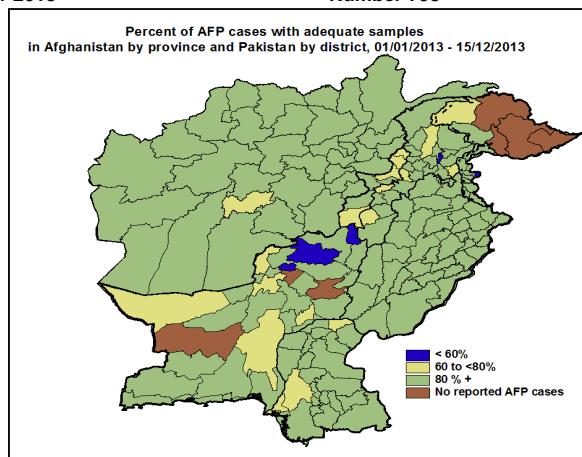 Percent of AFP cases with adequate samples
in Afghanistan by province and Pakistan by district, 01/01/2013 - 15/12/2013
< 60%
60 to <80%
80 % +
No reported AFP cases